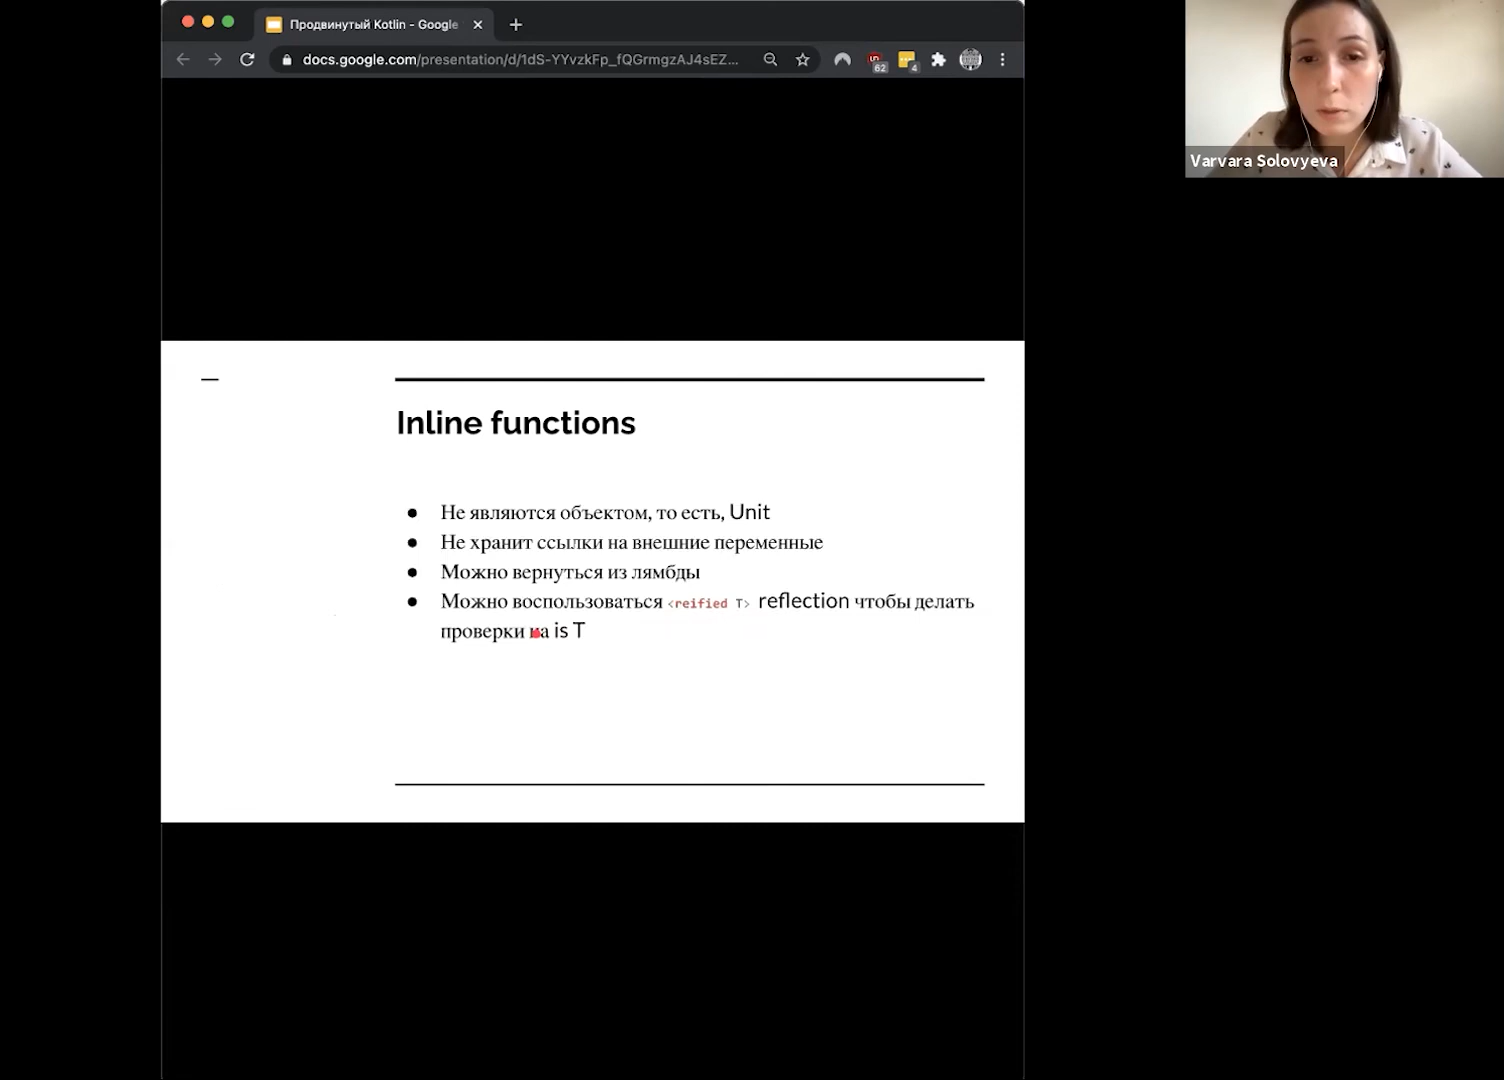 Продвинутый Kotlin - Google
docs.google.com/presentation/d/1dS-YYvzkFp_fQGrmgzAJ4sEZ...
62
4
Varvara Solovyeva
Inline functions
Не являются объектом, то есть, Unit
Не хранит ссылки на внешние переменные
Можно вернуться из лямбды
Можно воспользоваться <reified T> reflection чтобы делать
проверки на is T